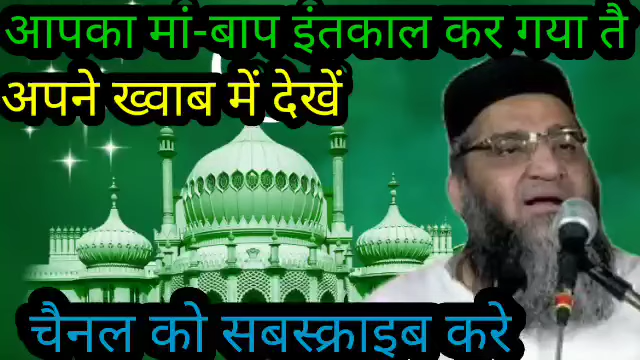 आपका मां-बाप इंतकाल कर गया तै
अपने ख्वाब में देखें
चैनल को सबस्क्राइब करे